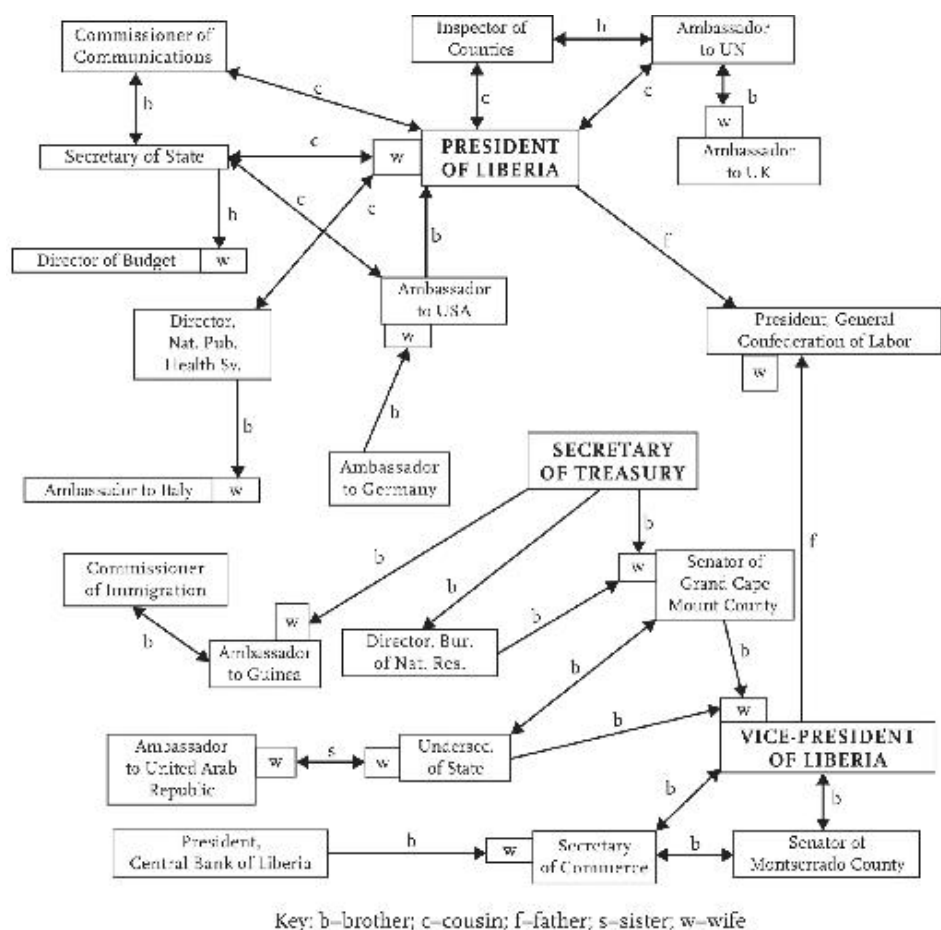 Commissioner of
Communications
Inspector of
Counties
b
Ambassador
to UN
c
c
c
b
b
w
Ambassador
to UK
Secretary of State
c
w
PRESIDENT
OF LIBERIA
c
c
b
b
f
Director of Budget
w
Ambassador
to USA
w
Director,
Nat. Pub.
Health Sv.
President, General
Confederation of Labor
w
b
b
Ambassador to Italy
w
Ambassador
to Germany
SECRETARY
OF TREASURY
b
b
b
f
Commissioner
of Immigration
w
Senator of
Grand Cape
Mount County
w
b
b
Ambassador
to Guinea
Director, Bur.
of Nat. Res.
b
b
b
w
Ambassador
to United Arab
Republic
w
s
w
Undersec.
of State
VICE-PRESIDENT
OF LIBERIA
b
b
President,
Central Bank of Liberia
b
w
Secretary
of Commerce
b
Senator of
Montserrado County
Key: b–brother; c–cousin; f–father; s–sister; w–wife